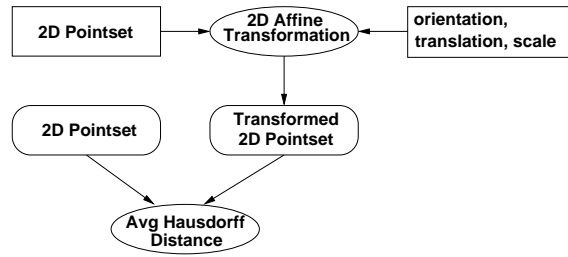 2D Pointset
2D Affine
Transformation
orientation,
translation, scale
2D Pointset
Transformed
2D Pointset
Avg Hausdorff
Distance